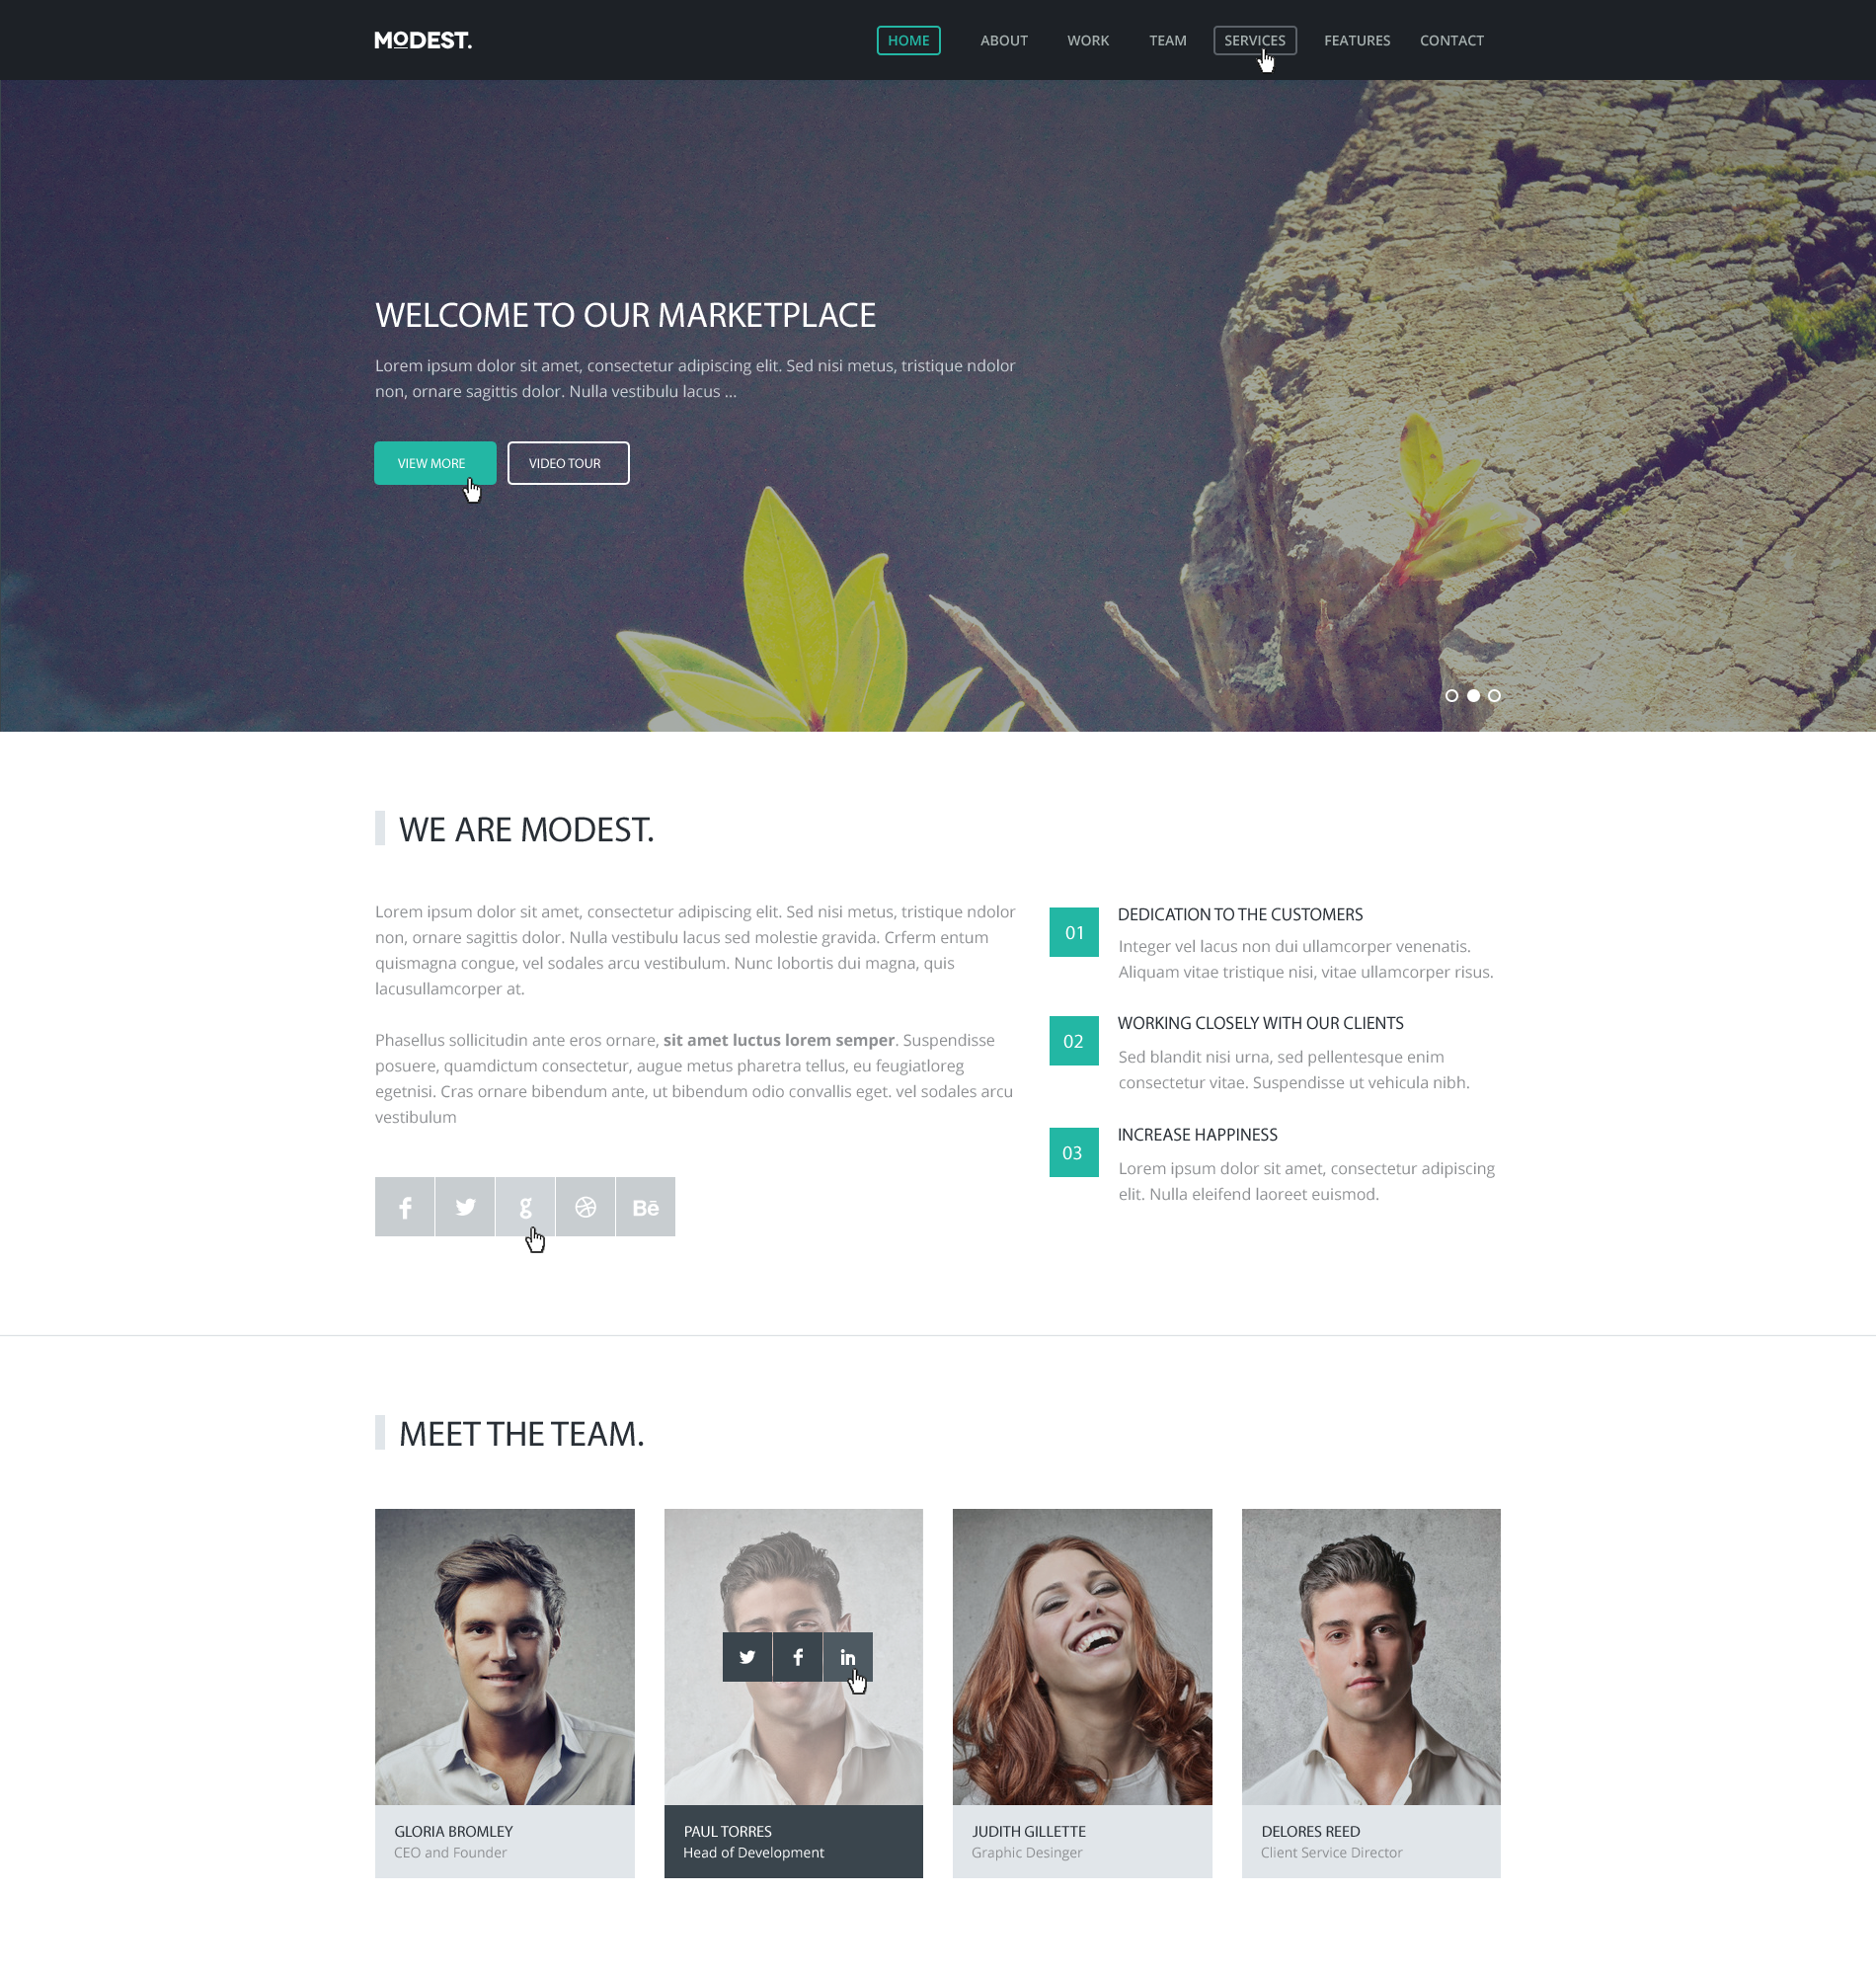 MODEST.
HOME ABOUT WORK TEAM SERVICES FEATURES CONTACT
WELCOME TO OUR MARKETPLACE
Lorem ipsum dolor sit amet, consectetur adipiscing elit. Sed nisi metus, tristique ndolor
non, ornare sagittis dolor. Nulla vestibulu lacus ...
VIEW MORE
VIDEO TOUR
WE ARE MODEST.
Lorem ipsum dolor sit amet, consectetur adipiscing elit. Sed nisi metus, tristique ndolor
non, ornare sagittis dolor. Nulla vestibulu lacus sed molestie gravida. Crferm entum
quismagna congue, vel sodales arcu vestibulum. Nunc lobortis dui magna, quis
lacusullamcorper at.
Phasellus sollicitudin ante eros ornare, sit amet luctus lorem semper. Suspendisse
posuere, quamdictum consectetur, augue metus pharetra tellus, eu feugiatloreg
egetnisi. Cras ornare bibendum ante, ut bibendum odio convallis eget. vel sodales arcu
vestibulum
f g Bē
01
DEDICATION TO THE CUSTOMERS
Integer vel lacus non dui ullamcorper venenatis.
Aliquam vitae tristique nisi, vitae ullamcorper risus.
02
WORKING CLOSELY WITH OUR CLIENTS
Sed blandit nisi urna, sed pellentesque enim
consectetur vitae. Suspendisse ut vehicula nibh.
03
INCREASE HAPPINESS
Lorem ipsum dolor sit amet, consectetur adipiscing
elit. Nulla eleifend laoreet euismod.
MEET THE TEAM.
f in
GLORIA BROMLEY
CEO and Founder
PAUL TORRES
Head of Development
JUDITH GILLETTE
Graphic Desinger
DELORES REED
Client Service Director